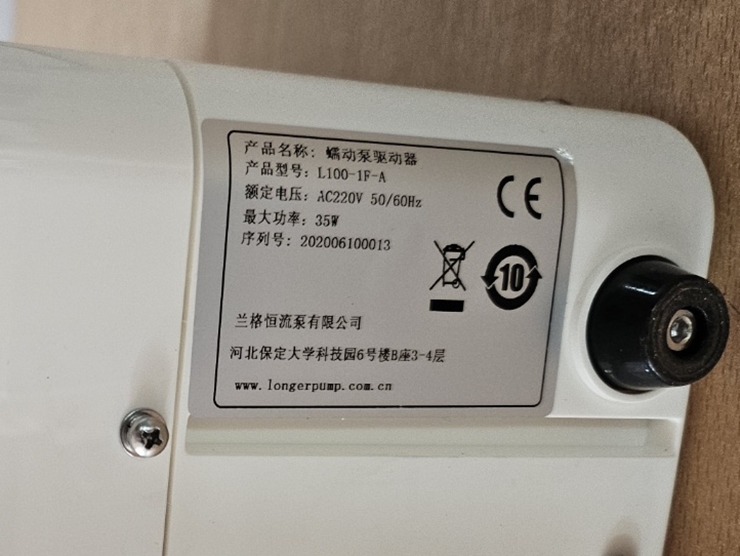 产品名称: 蠕动泵驱动器
产品型号: L100-1F-A
额定电压: AC220V 50/60Hz
最大功率: 35W
序列号: 202006100013
CE
10
兰格恒流泵有限公司
河北保定大学科技园6号楼B座3-4层
www.longerpump.com.cn